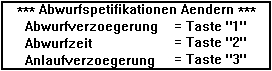 *** Abwurfspetifikationen Aendern ***
Abwurfverzoegerung = Taste "1"
Abwurfzeit = Taste "2"
Anlaufverzoegerung = Taste "3"